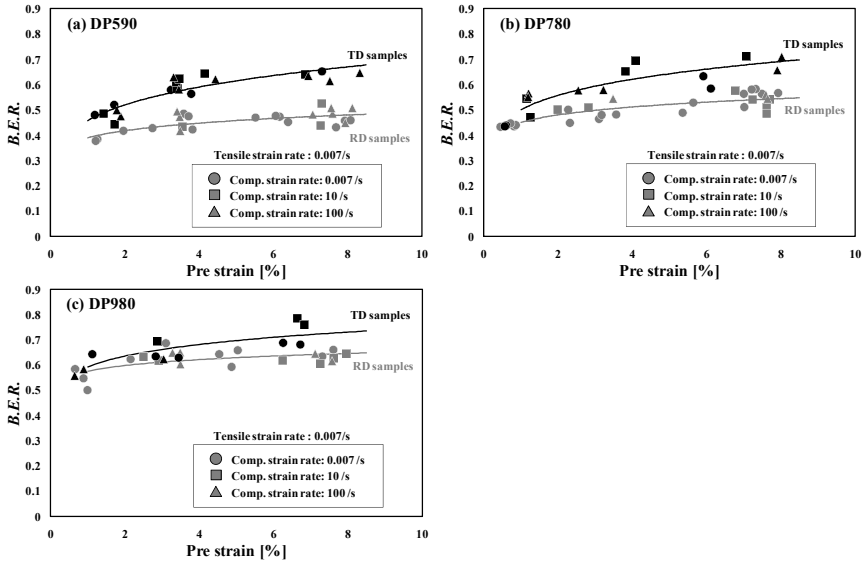 (a) DP590
B.E.R.
0.9
0.8
0.7
0.6
0.5
0.4
0.3
0.2
0.1
0
TD samples
RD samples
Tensile strain rate : 0.007/s
Comp. strain rate: 0.007/s
Comp. strain rate: 10/s
Comp. strain rate: 100/s
0 2 4 6 8 10
Pre strain [%]
(b) DP780
B.E.R.
0.9
0.8
0.7
0.6
0.5
0.4
0.3
0.2
0.1
0
TD samples
RD samples
Tensile strain rate : 0.007/s
Comp. strain rate: 0.007/s
Comp. strain rate: 10/s
Comp. strain rate: 100/s
0 2 4 6 8 10
Pre strain [%]
(c) DP980
B.E.R.
0.9
0.8
0.7
0.6
0.5
0.4
0.3
0.2
0.1
0
TD samples
RD samples
Tensile strain rate : 0.007/s
Comp. strain rate: 0.007/s
Comp. strain rate: 10/s
Comp. strain rate: 100/s
0 2 4 6 8 10
Pre strain [%]